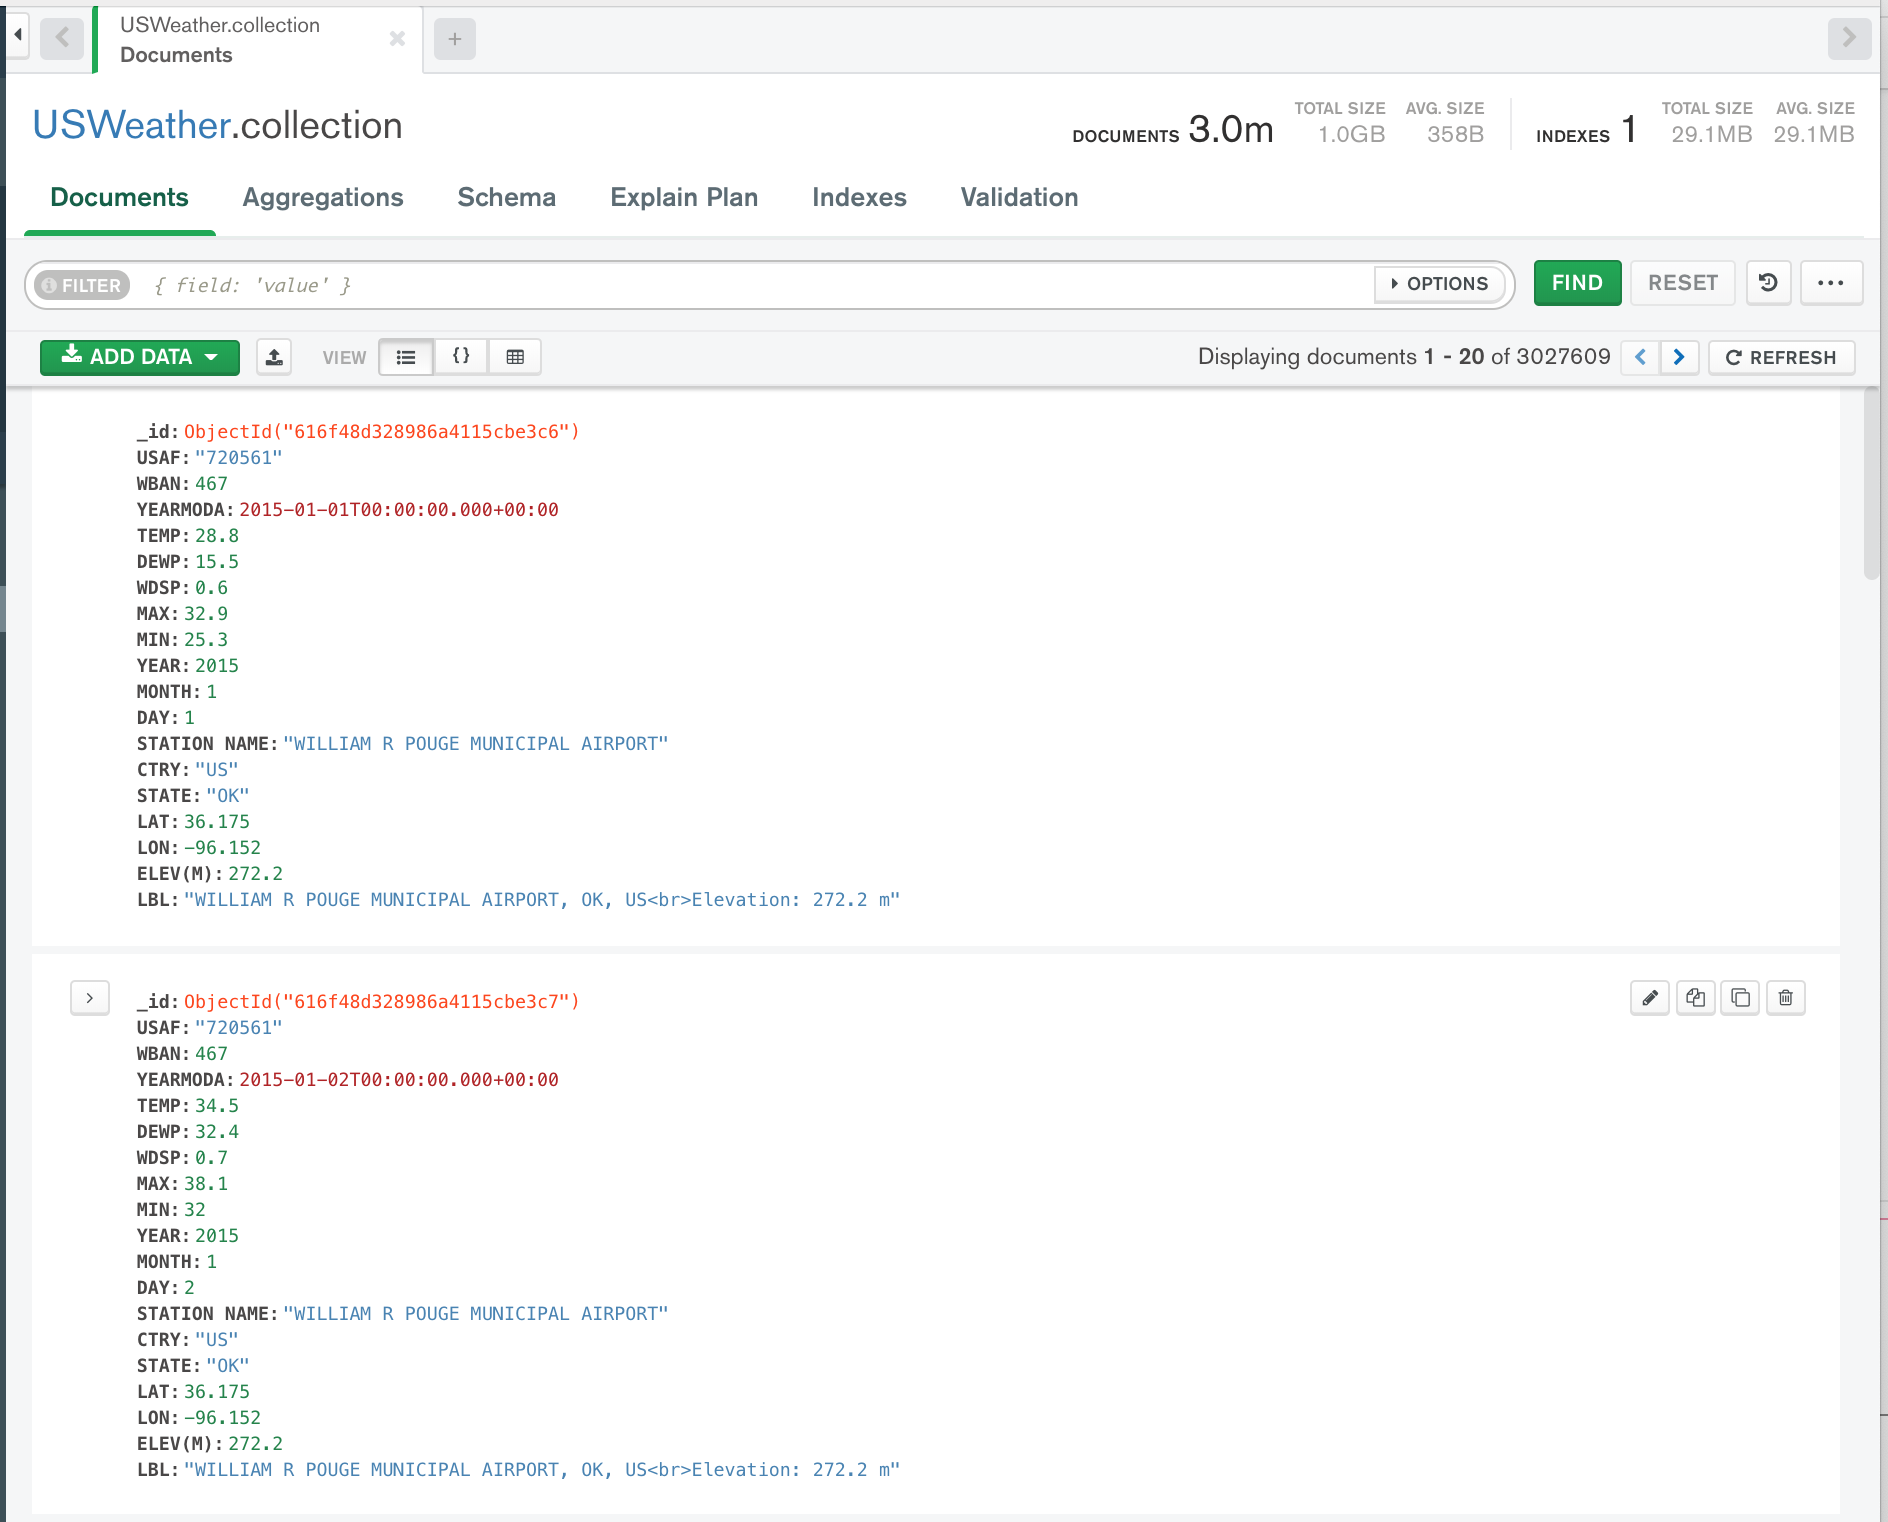 USWeather.collection
Documents
USWeather.collection
DOCUMENTS 3.0m TOTAL SIZE 1.0GB AVG. SIZE 358B INDEXES 1 TOTAL SIZE 29.1MB AVG. SIZE 29.1MB
Documents Aggregations Schema Explain Plan Indexes Validation
FILTER { field: 'value' } OPTIONS FIND RESET
ADD DATA VIEW Displaying documents 1 - 20 of 3027609 REFRESH
_id: ObjectId("616f48d328986a4115cbe3c6")
USAF: "720561"
WBAN: 467
YEARMODA: 2015-01-01T00:00:00.000+00:00
TEMP: 28.8
DEWP: 15.5
WDSP: 0.6
MAX: 32.9
MIN: 25.3
YEAR: 2015
MONTH: 1
DAY: 1
STATION NAME: "WILLIAM R POUGE MUNICIPAL AIRPORT"
CTRY: "US"
STATE: "OK"
LAT: 36.175
LON: -96.152
ELEV(M): 272.2
LBL: "WILLIAM R POUGE MUNICIPAL AIRPORT, OK, US<br>Elevation: 272.2 m"
_id: ObjectId("616f48d328986a4115cbe3c7")
USAF: "720561"
WBAN: 467
YEARMODA: 2015-01-02T00:00:00.000+00:00
TEMP: 34.5
DEWP: 32.4
WDSP: 0.7
MAX: 38.1
MIN: 32
YEAR: 2015
MONTH: 1
DAY: 2
STATION NAME: "WILLIAM R POUGE MUNICIPAL AIRPORT"
CTRY: "US"
STATE: "OK"
LAT: 36.175
LON: -96.152
ELEV(M): 272.2
LBL: "WILLIAM R POUGE MUNICIPAL AIRPORT, OK, US<br>Elevation: 272.2 m"